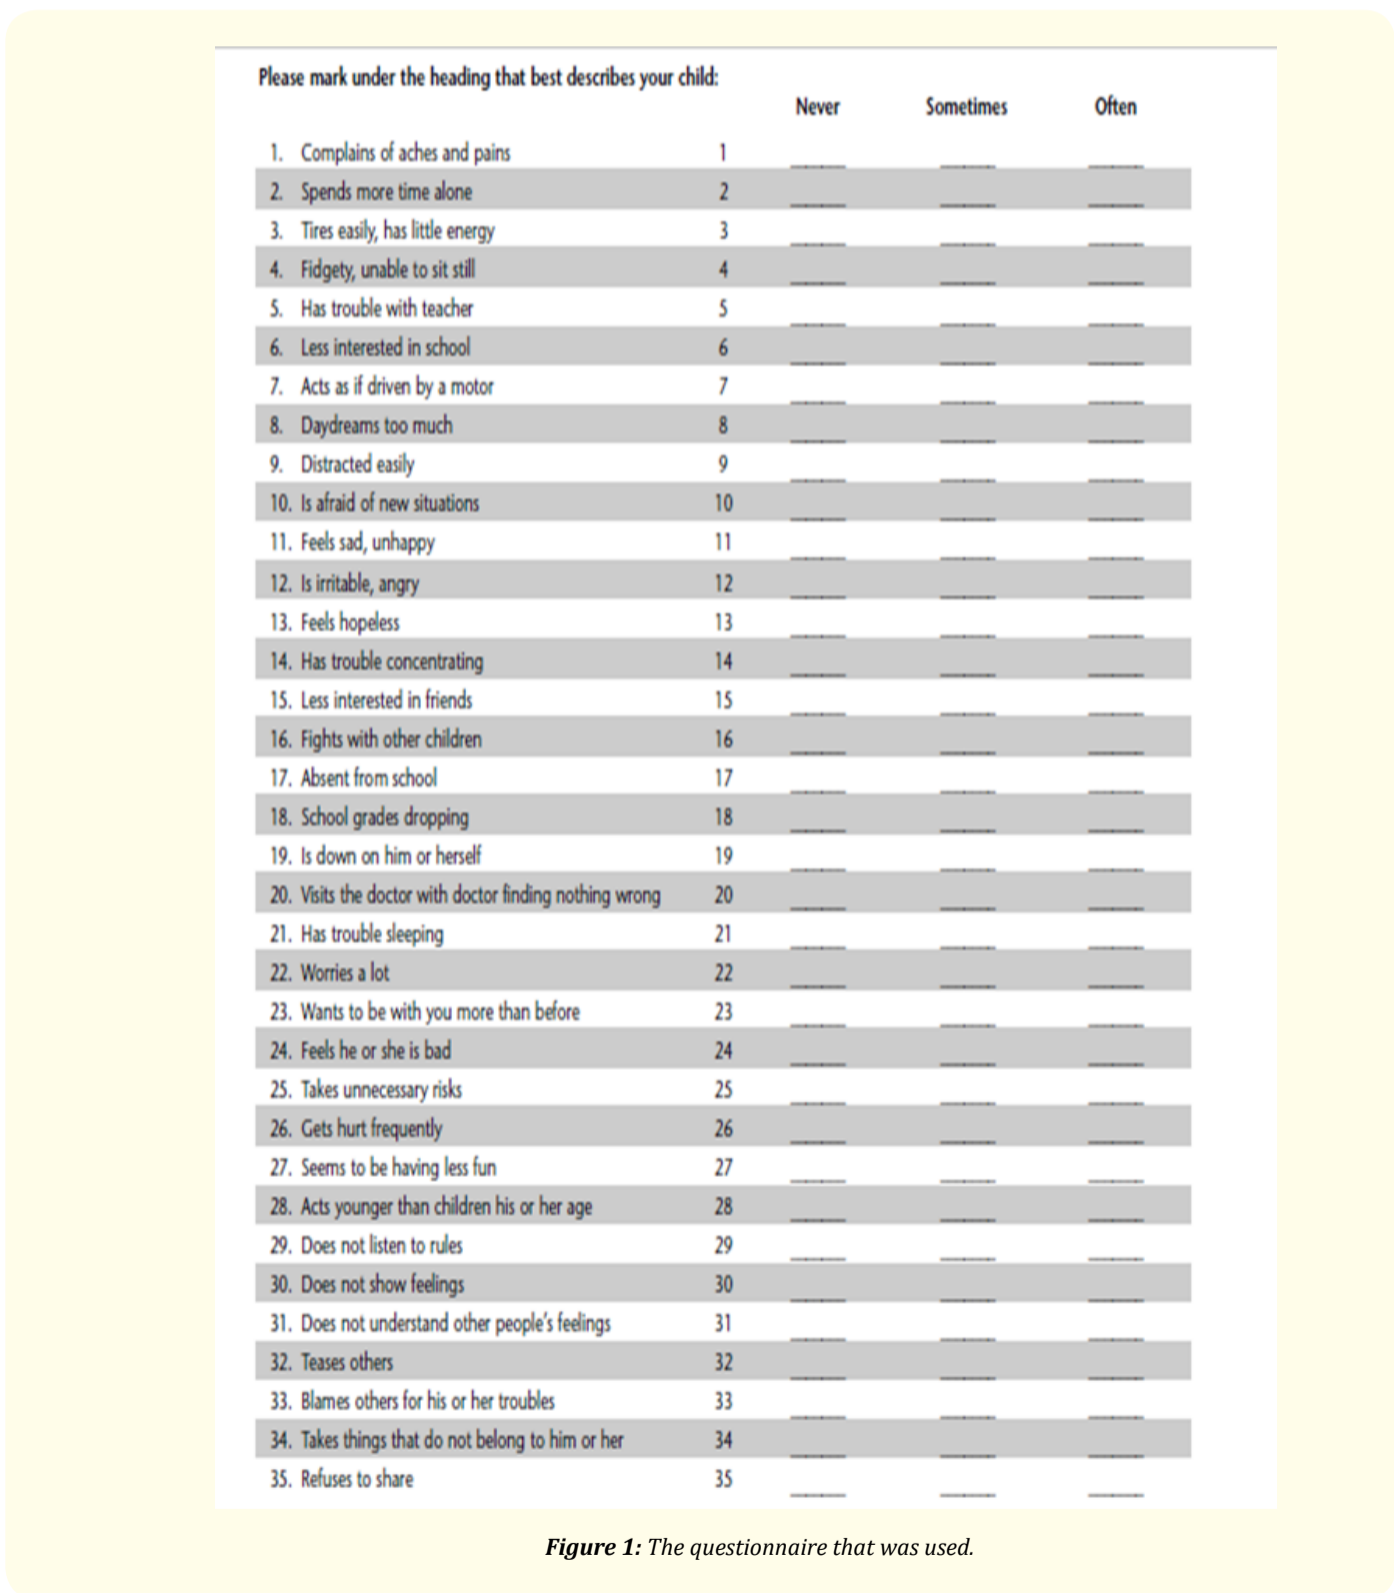 Please mark under the heading that best describes your child:
Never Sometimes Often
1. Complains of aches and pains 1
2. Spends more time alone 2
3. Tires easily, has little energy 3
4. Fidgety, unable to sit still 4
5. Has trouble with teacher 5
6. Less interested in school 6
7. Acts as if driven by a motor 7
8. Daydreams too much 8
9. Distracted easily 9
10. Is afraid of new situations 10
11. Feels sad, unhappy 11
12. Is irritable, angry 12
13. Feels hopeless 13
14. Has trouble concentrating 14
15. Less interested in friends 15
16. Fights with other children 16
17. Absent from school 17
18. School grades dropping 18
19. Is down on him or herself 19
20. Visits the doctor with doctor finding nothing wrong 20
21. Has trouble sleeping 21
22. Worries a lot 22
23. Wants to be with you more than before 23
24. Feels he or she is bad 24
25. Takes unnecessary risks 25
26. Gets hurt frequently 26
27. Seems to be having less fun 27
28. Acts younger than children his or her age 28
29. Does not listen to rules 29
30. Does not show feelings 30
31. Does not understand other people's feelings 31
32. Teases others 32
33. Blames others for his or her troubles 33
34. Takes things that do not belong to him or her 34
35. Refuses to share 35
Figure 1: The questionnaire that was used.